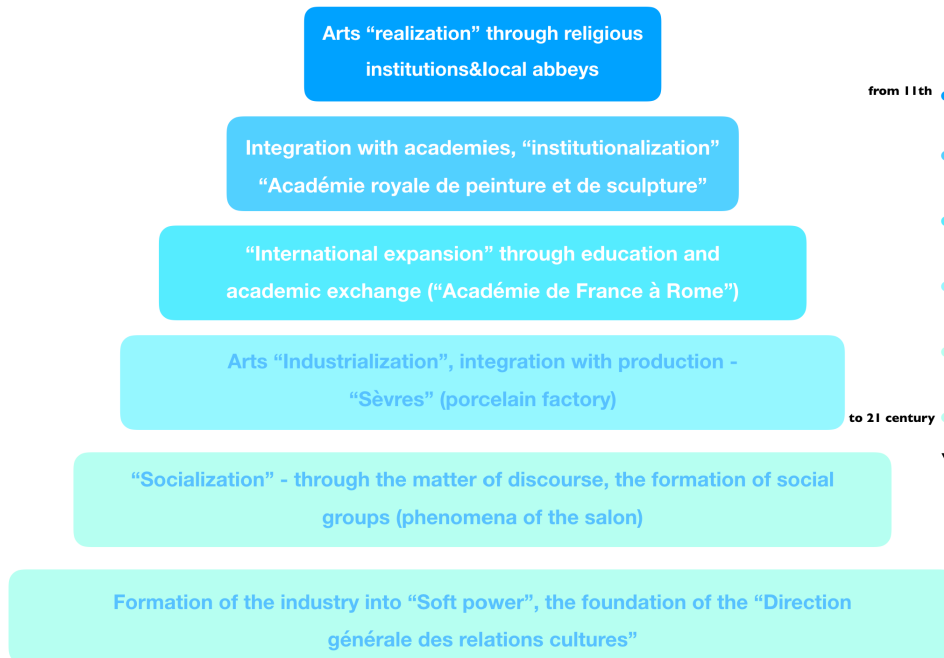 Arts “realization” through religious
institutions&local abbeys
from 11th
Integration with academies, “institutionalization”
“Académie royale de peinture et de sculpture”
“International expansion” through education and
academic exchange (“Académie de France à Rome”)
Arts “Industrialization”, integration with production -
“Sèvres” (porcelain factory)
to 21 century
“Socialization” - through the matter of discourse, the formation of social
groups (phenomena of the salon)
Formation of the industry into “Soft power”, the foundation of the “Direction
générale des relations cultures”